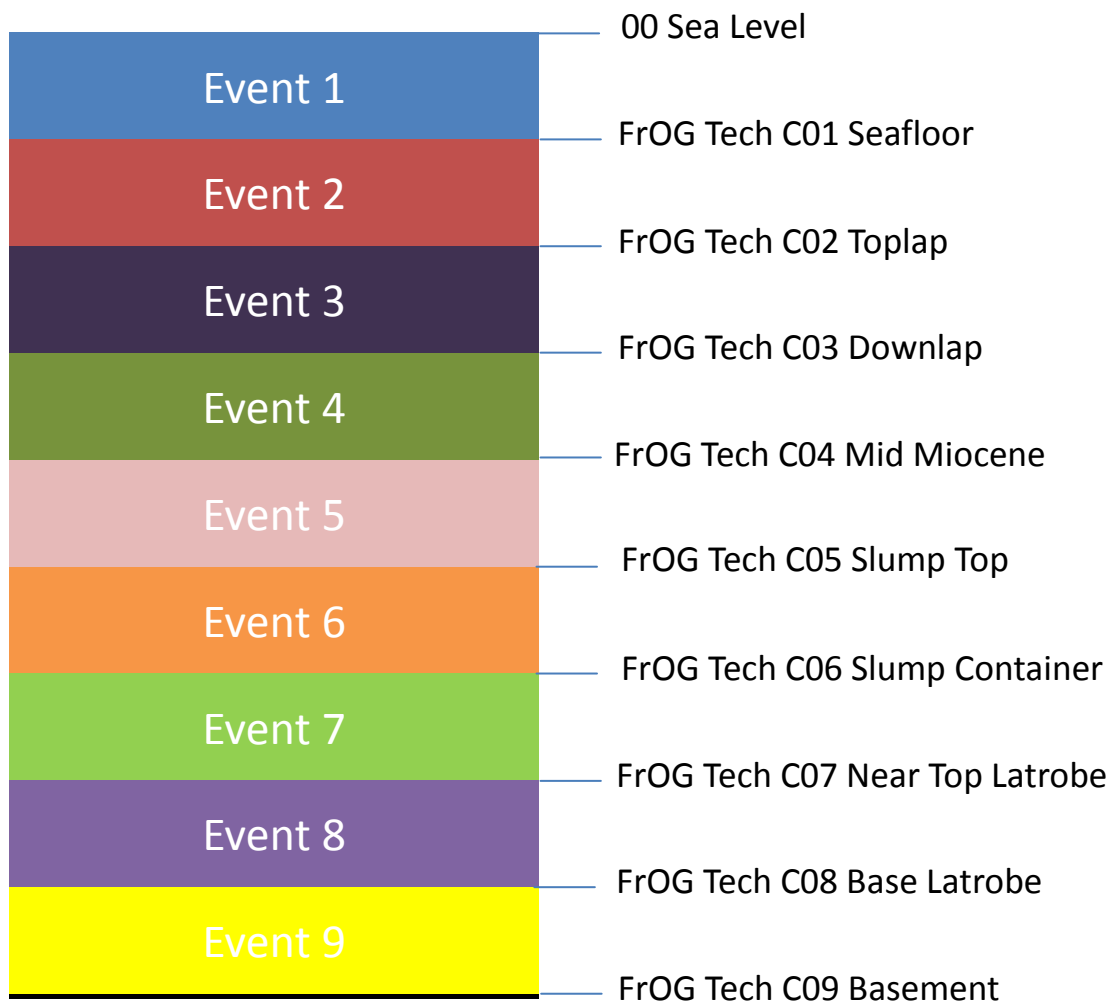 00 Sea Level
Event 1
FrOG Tech C01 Seafloor
Event 2
FrOG Tech C02 Toplap
Event 3
FrOG Tech C03 Downlap
Event 4
FrOG Tech C04 Mid Miocene
Event 5
FrOG Tech C05 Slump Top
Event 6
FrOG Tech C06 Slump Container
Event 7
FrOG Tech C07 Near Top Latrobe
Event 8
FrOG Tech C08 Base Latrobe
Event 9
FrOG Tech C09 Basement